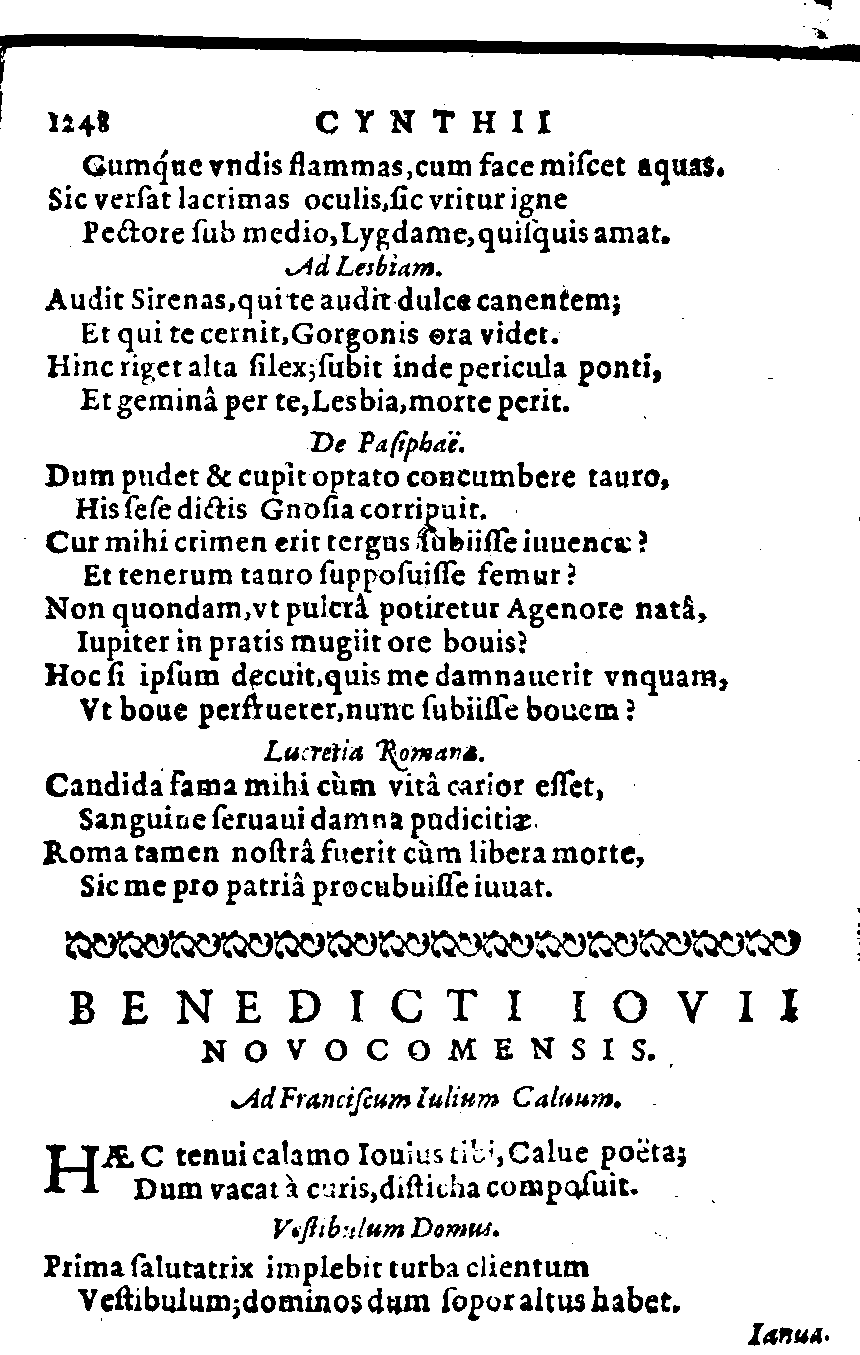 1248 CYNTHII
Gumq́ue vndis flammas,cum face miſcet aquas.
Sic verſat lacrimas oculis,ſic vritur igne
Pectore ſub medio,Lygdame,quiſquis amat.
Ad Lesbiam.
Audit Sirenas,qui te audit dulce canentem;
Et qui te cernit,Gorgonis ora videt.
Hinc riget alta ſilex;ſubit inde pericula ponti,
Et geminâ per te,Lesbia,morte perit.
De Paſiphaë.
Dum pudet & cupit optato concumbere tauro,
His ſeſe dictis Gnoſia corripuit.
Cur mihi crimen erit tergus ſubiiſſe iuuencæ?
Et tenerum tauro ſuppoſuiſſe femur?
Non quondam,vt pulcrâ potiretur Agenore natâ,
Iupiter in pratis mugiit ore bouis?
Hoc ſi ipſum decuit,quis me damnauerit vnquam,
Vt boue perfrueter,nunc ſubiiſſe bouem?
Lucretia Romana.
Candida fama mihi cùm vitâ carior eſſet,
Sanguine ſeruaui damna pudicitiæ.
Roma tamen noſtrâ fuerit cùm libera morte,
Sic me pro patriâ procubuiſſe iuuat.
BENEDICTI IOVII
NOVOCOMENSIS.
Ad Franciſcum Iulium Caluum.
HÆC tenui calamo Iouius tibi,Calue poëta;
Dum vacat à curis,diſticha compoſuit.
Veſtibulum Domus.
Prima ſalutatrix implebit turba clientum
Veſtibulum;dominos dum ſopor altus habet.
Ianua.